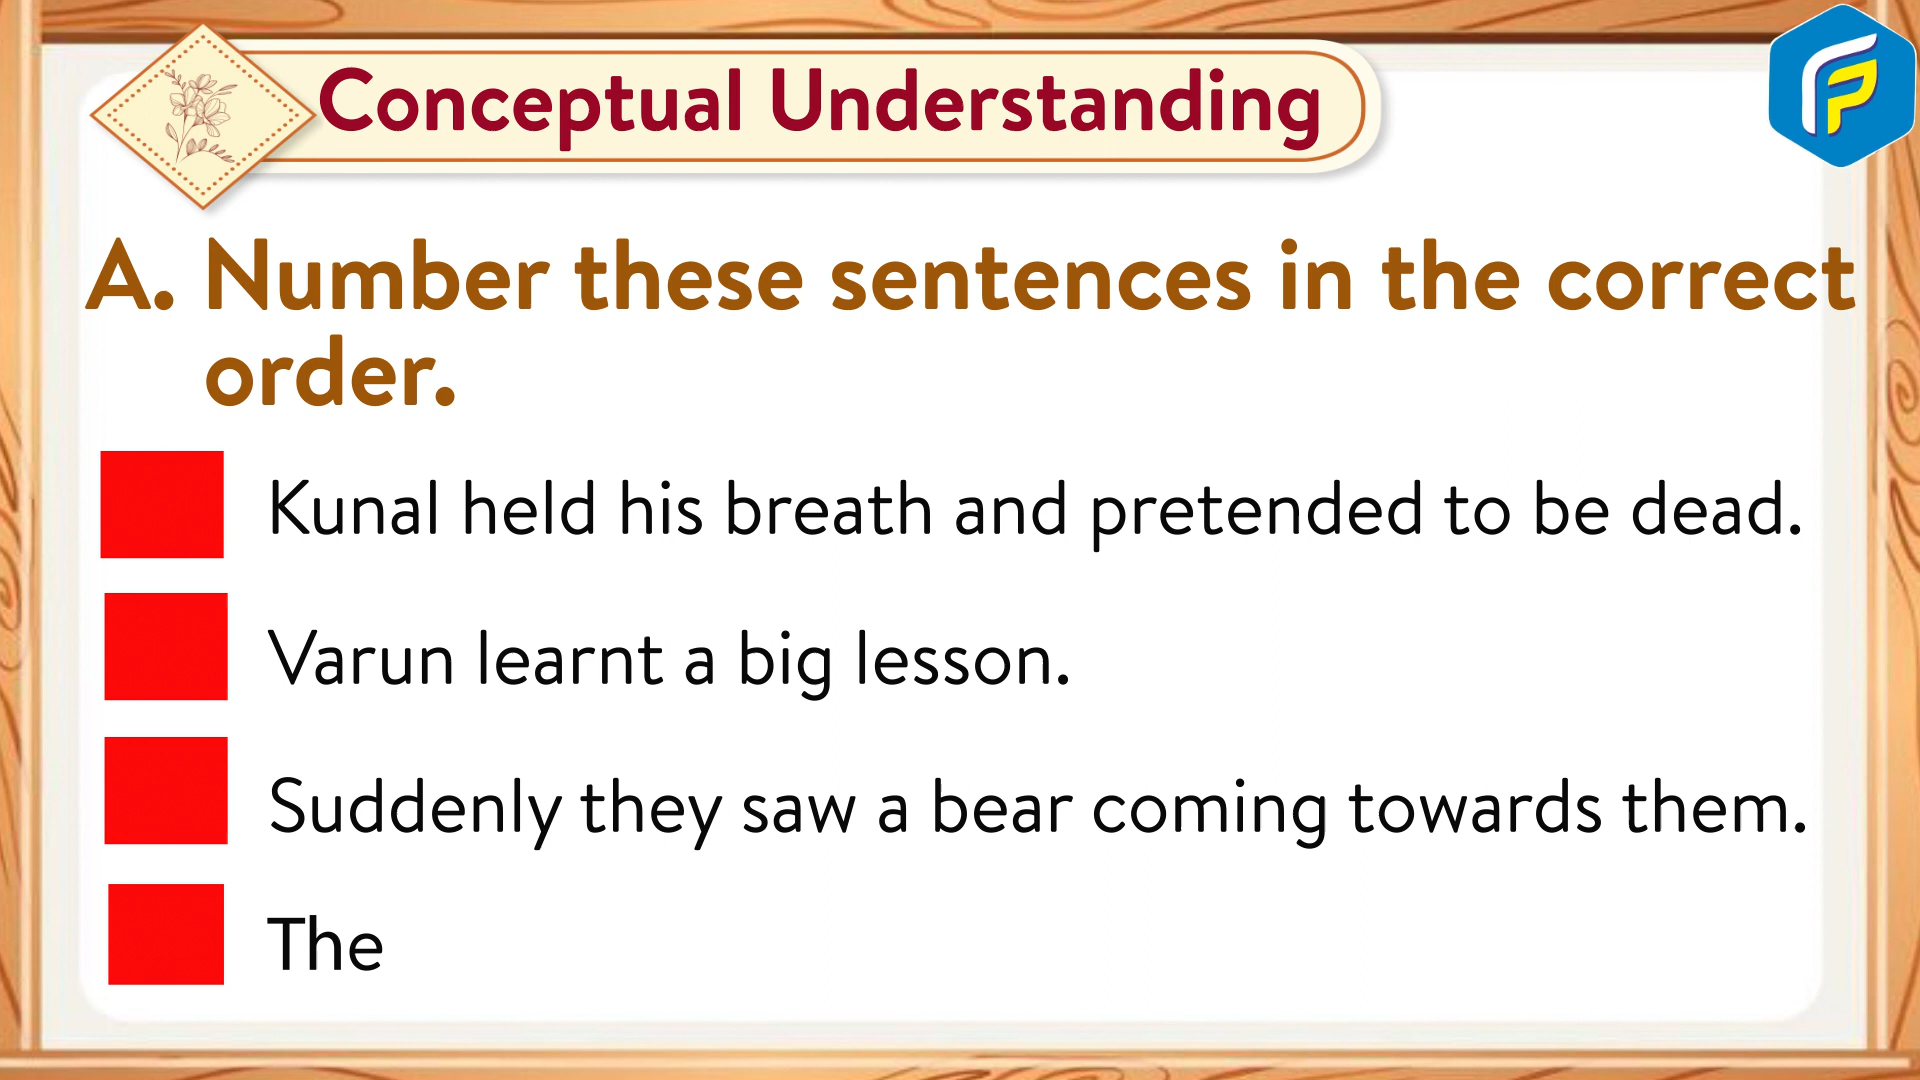 Conceptual Understanding
A. Number these sentences in the correct
order.
Kunal held his breath and pretended to be dead.
Varun learnt a big lesson.
Suddenly they saw a bear coming towards them.
The